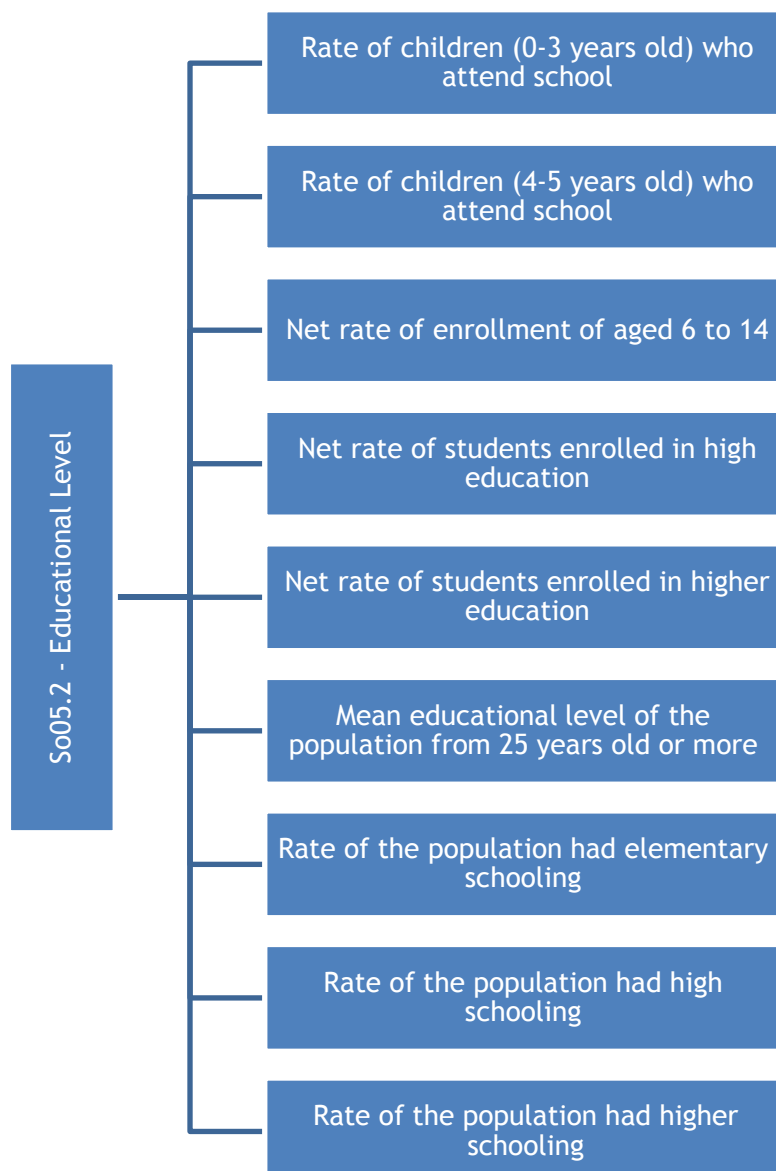 So05.2 - Educational Level
Rate of children (0-3 years old) who
attend school
Rate of children (4-5 years old) who
attend school
Net rate of enrollment of aged 6 to 14
Net rate of students enrolled in high
education
Net rate of students enrolled in higher
education
Mean educational level of the
population from 25 years old or more
Rate of the population had elementary
schooling
Rate of the population had high
schooling
Rate of the population had higher
schooling